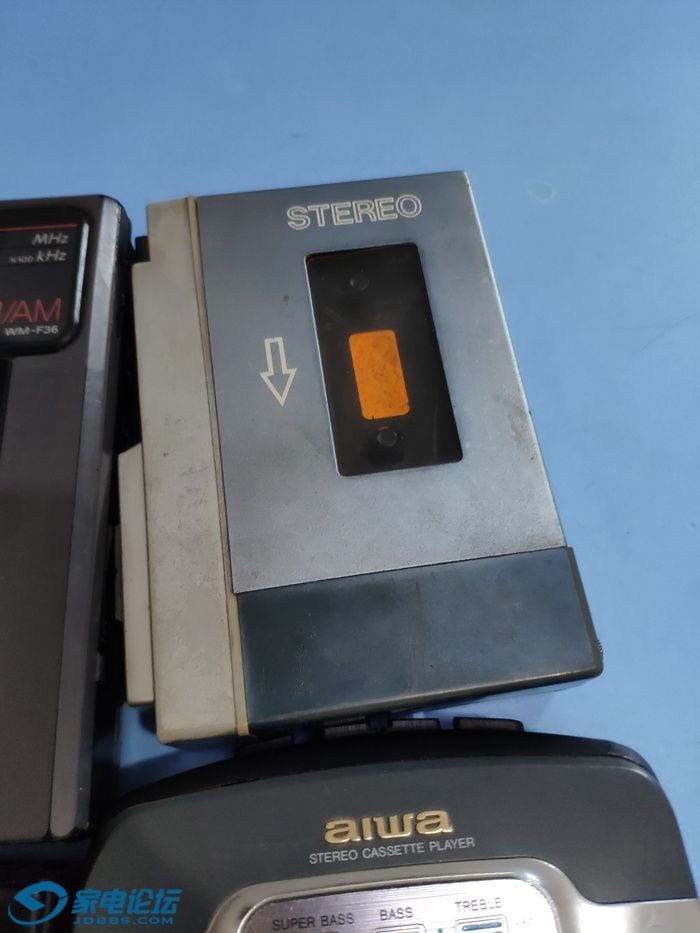 STEREO
MHz
x100 kHz
/AM
WM-F36
aiwa
STEREO CASSETTE PLAYER
SUPER BASS
BASS
TREBLE
家电论坛
JDBBS.COM